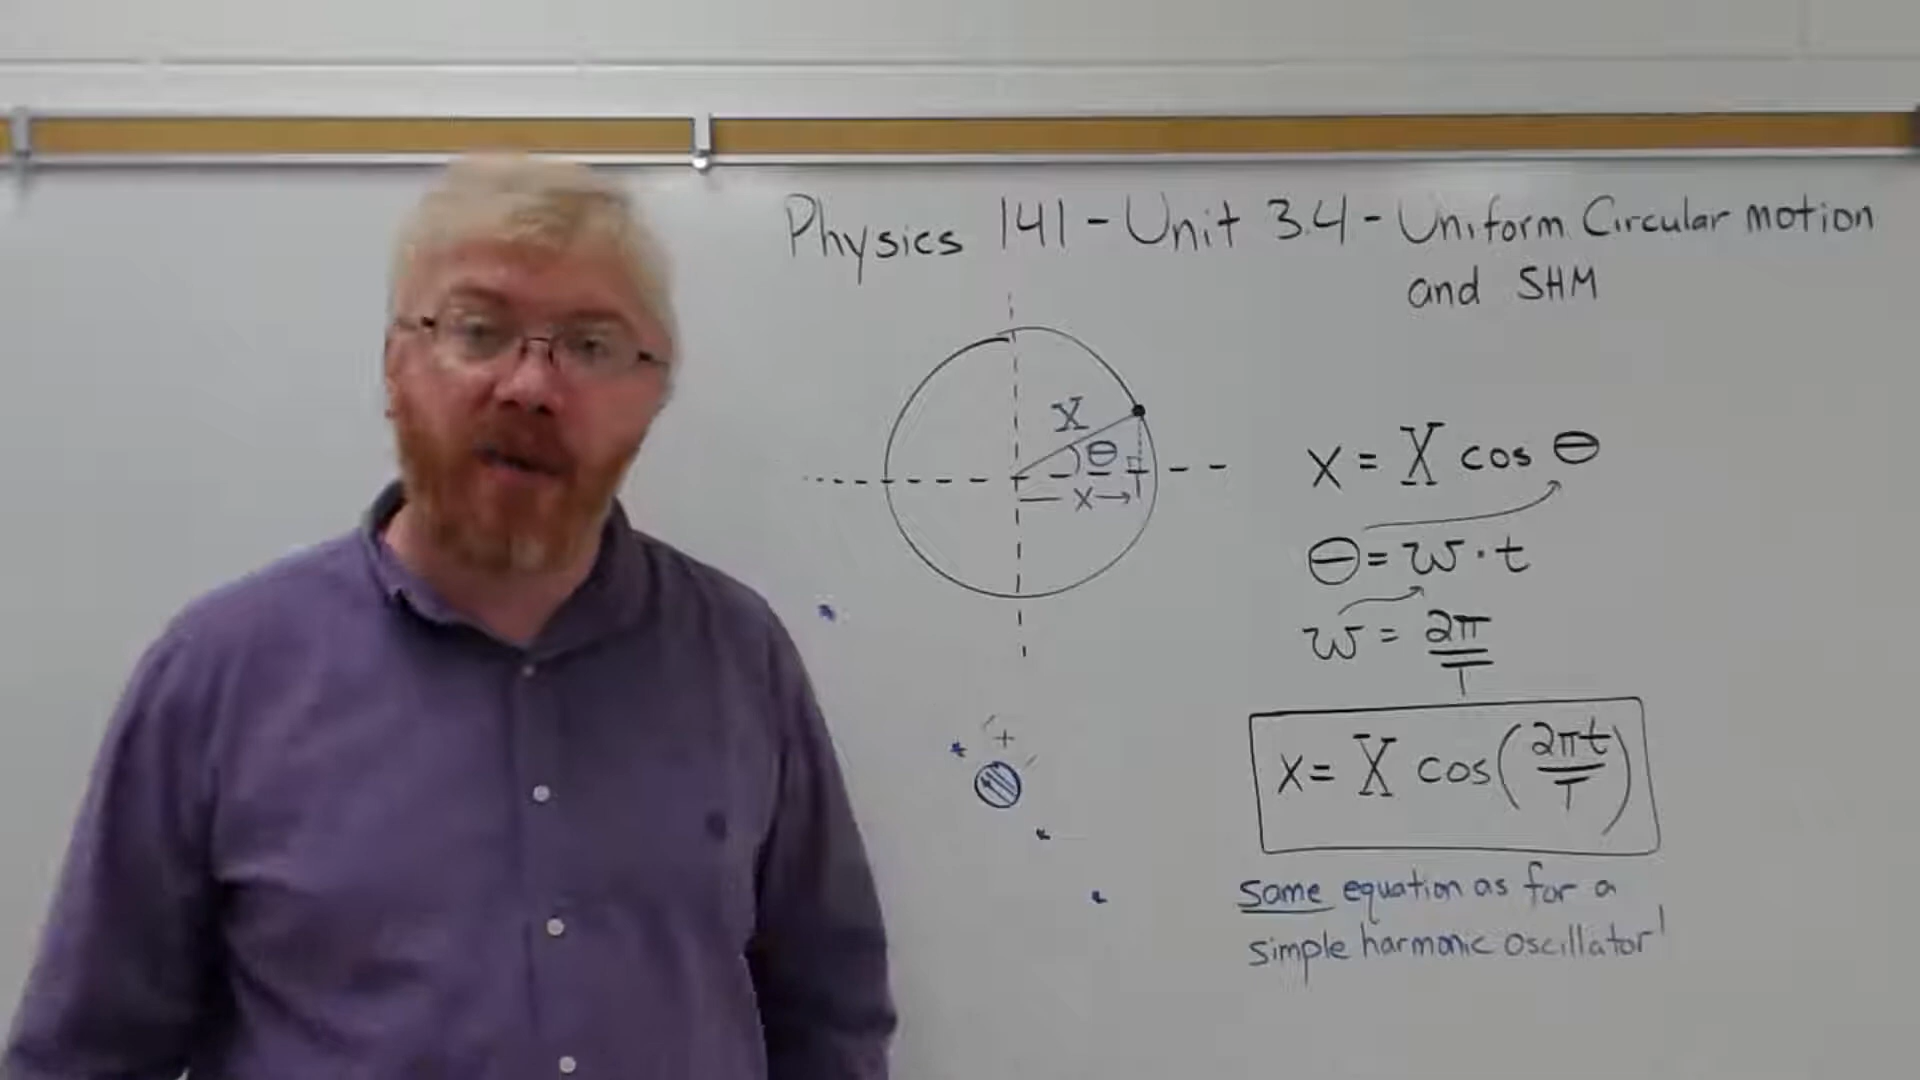 Physics 141 - Unit 3.4 - Uniform Circular motion
and SHM
X
θ
x
x = X cos θ
θ = w · t
w = 2π/T
x = X cos(2πt/T)
Same equation as for a
simple harmonic oscillator!